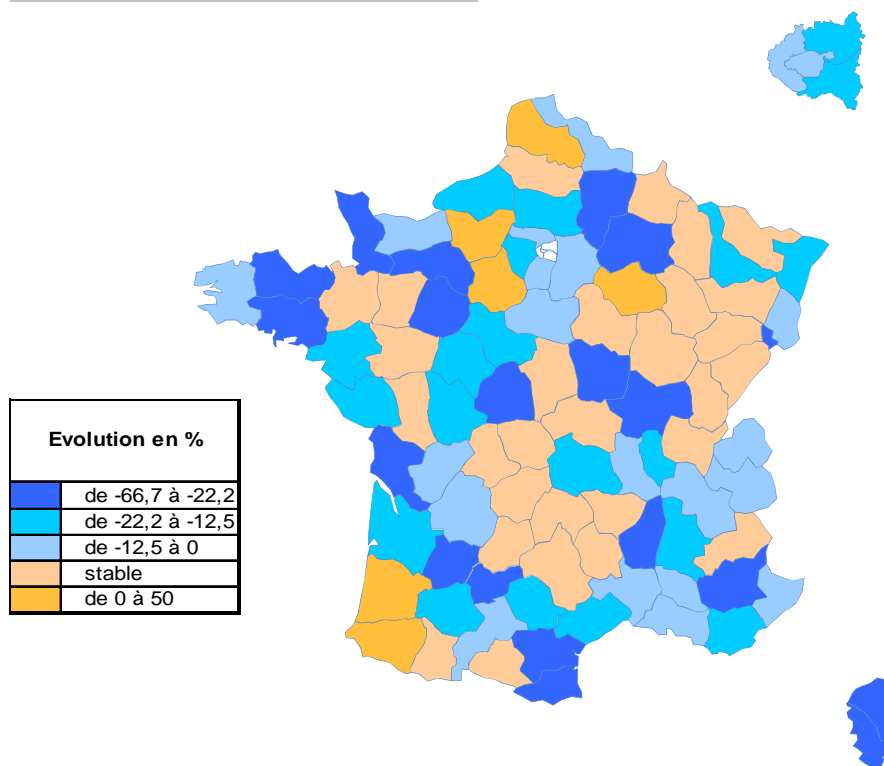 Evolution en %
de -66,7 à -22,2
de -22,2 à -12,5
de -12,5 à 0
stable
de 0 à 50